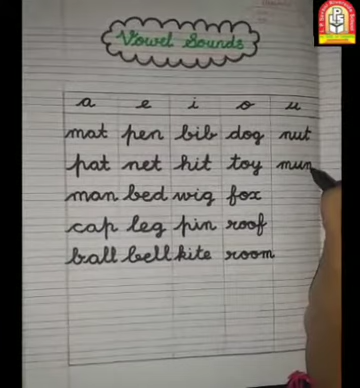 Vowel Sounds
a e i o u
mat pen bib dog nut
pat net hit toy mun
man bed wig fox
cap leg pin roof
ball bell kite room